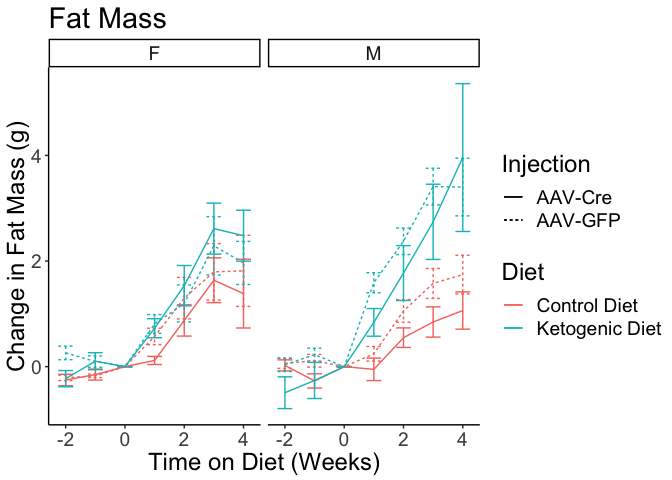 Fat Mass
F
M
Change in Fat Mass (g)
4
2
0
-2
0
2
4
-2
0
2
4
Time on Diet (Weeks)
Injection
AAV-Cre
AAV-GFP
Diet
Control Diet
Ketogenic Diet